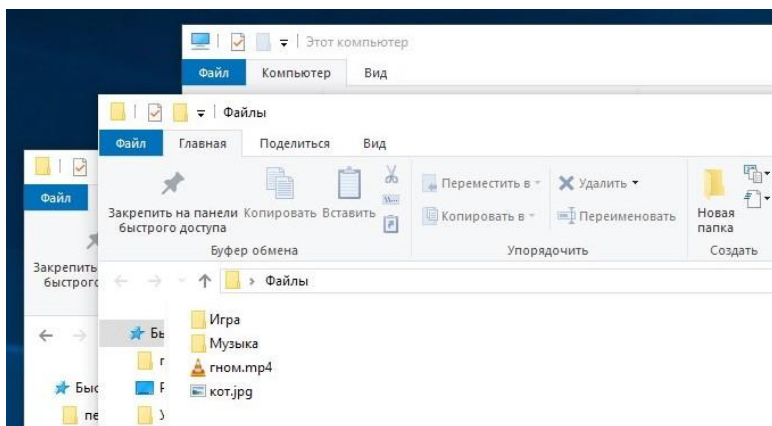 Этот компьютер
Файл Компьютер Вид
Файлы
Файл Главная Поделиться Вид
Файл
Переместить в Удалить
Закрепить на панели Копировать Вставить
быстрого доступа
Копировать в Переименовать
Новая
папка
Буфер обмена Упорядочить Создать
Закрепить
Файлы
Игра
Музыка
гном.mp4
кот.jpg